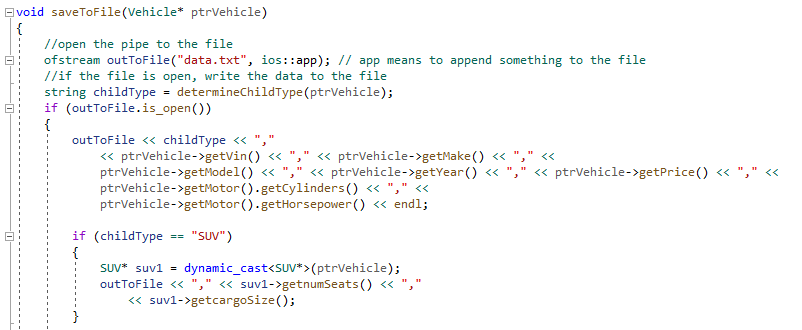 void saveToFile(Vehicle* ptrVehicle)
{
//open the pipe to the file
ofstream outToFile("data.txt", ios::app); // app means to append something to the file
//if the file is open, write the data to the file
string childType = determineChildType(ptrVehicle);
if (outToFile.is_open())
{
outToFile << childType << ","
<< ptrVehicle->getVin() << "," << ptrVehicle->getMake() << "," <<
ptrVehicle->getModel() << "," << ptrVehicle->getYear() << "," << ptrVehicle->getPrice() << "," <<
ptrVehicle->getMotor().getCylinders() << "," <<
ptrVehicle->getMotor().getHorsepower() << endl;
if (childType == "SUV")
{
SUV* suv1 = dynamic_cast<SUV*>(ptrVehicle);
outToFile << "," << suv1->getnumSeats() << ","
<< suv1->getcargoSize();
}